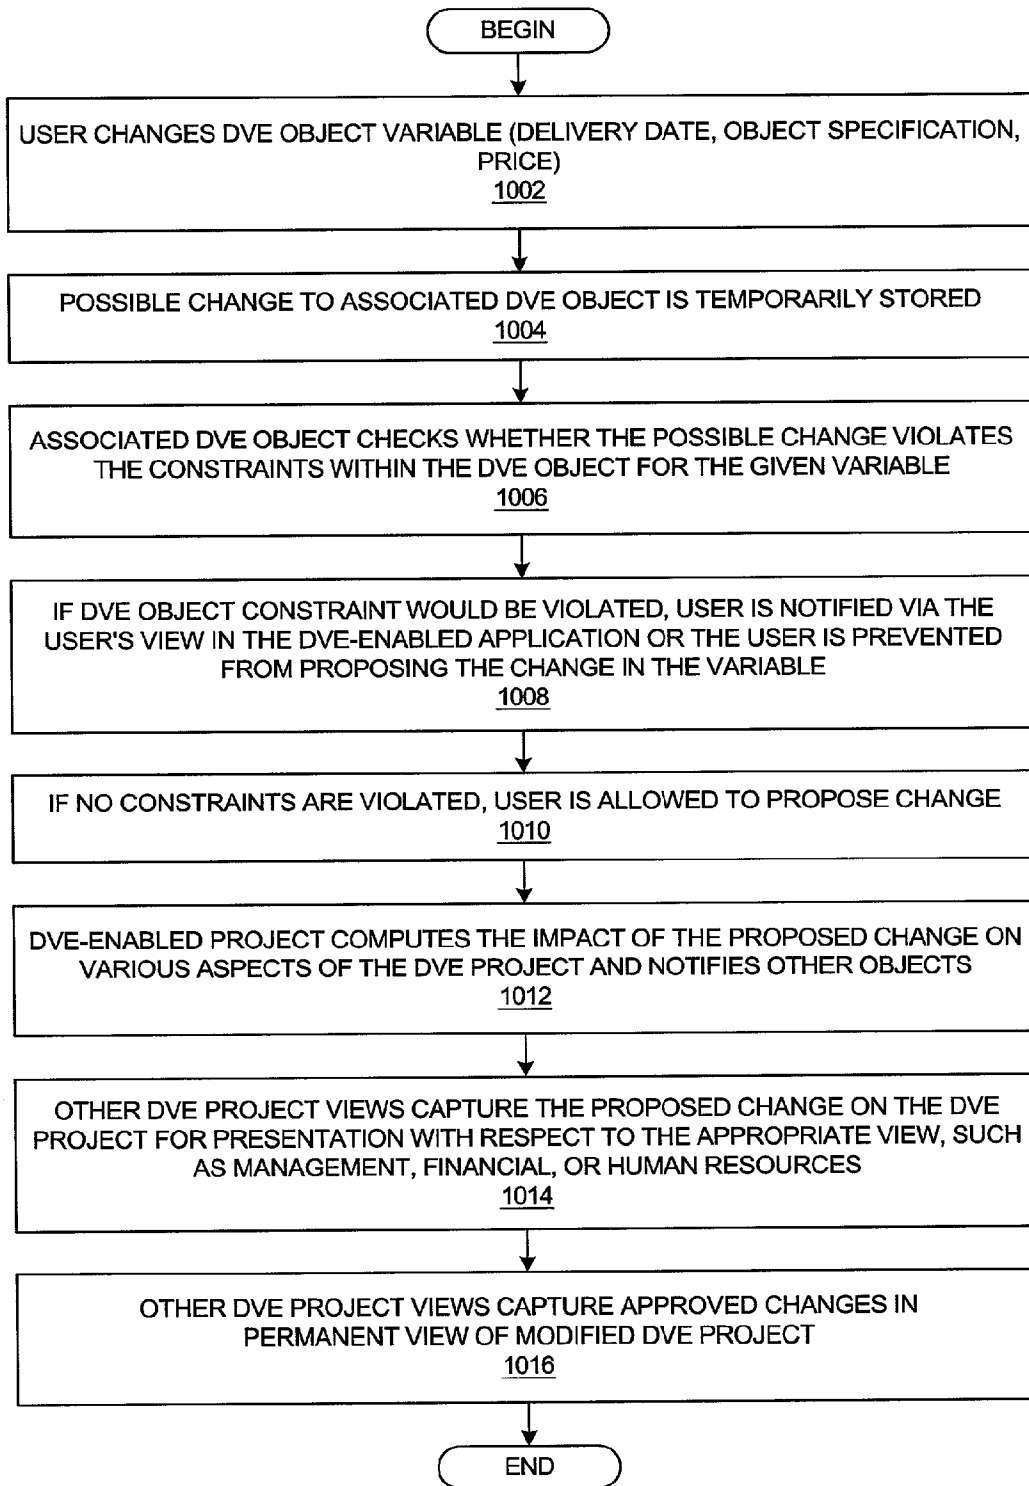 BEGIN
USER CHANGES DVE OBJECT VARIABLE (DELIVERY DATE, OBJECT SPECIFICATION,
PRICE)
1002
POSSIBLE CHANGE TO ASSOCIATED DVE OBJECT IS TEMPORARILY STORED
1004
ASSOCIATED DVE OBJECT CHECKS WHETHER THE POSSIBLE CHANGE VIOLATES
THE CONSTRAINTS WITHIN THE DVE OBJECT FOR THE GIVEN VARIABLE
1006
IF DVE OBJECT CONSTRAINT WOULD BE VIOLATED, USER IS NOTIFIED VIA THE
USER'S VIEW IN THE DVE-ENABLED APPLICATION OR THE USER IS PREVENTED
FROM PROPOSING THE CHANGE IN THE VARIABLE
1008
IF NO CONSTRAINTS ARE VIOLATED, USER IS ALLOWED TO PROPOSE CHANGE
1010
DVE-ENABLED PROJECT COMPUTES THE IMPACT OF THE PROPOSED CHANGE ON
VARIOUS ASPECTS OF THE DVE PROJECT AND NOTIFIES OTHER OBJECTS
1012
OTHER DVE PROJECT VIEWS CAPTURE THE PROPOSED CHANGE ON THE DVE
PROJECT FOR PRESENTATION WITH RESPECT TO THE APPROPRIATE VIEW, SUCH
AS MANAGEMENT, FINANCIAL, OR HUMAN RESOURCES
1014
OTHER DVE PROJECT VIEWS CAPTURE APPROVED CHANGES IN
PERMANENT VIEW OF MODIFIED DVE PROJECT
1016
END